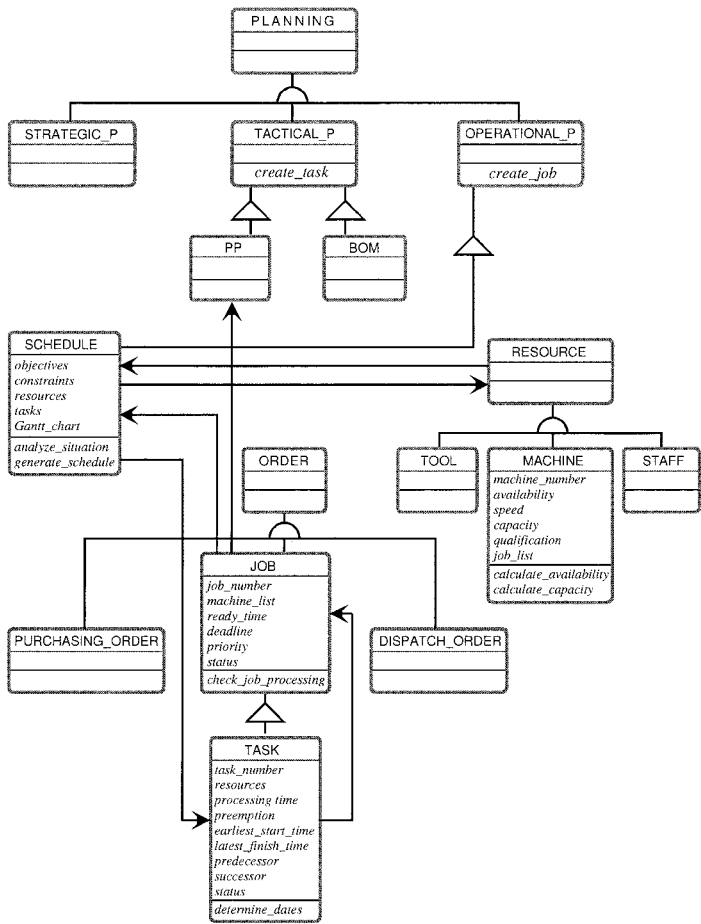 PLANNING
STRATEGIC_P
TACTICAL_P
create_task
OPERATIONAL_P
create_job
PP
BOM
SCHEDULE
objectives
constraints
resources
tasks
Gantt_chart
analyze_situation
generate_schedule
RESOURCE
ORDER
TOOL
MACHINE
machine_number
availability
speed
capacity
qualification
job_list
calculate_availability
calculate_capacity
STAFF
JOB
job_number
machine_list
ready_time
deadline
priority
status
check_job_processing
PURCHASING_ORDER
DISPATCH_ORDER
TASK
task_number
resources
processing time
preemption
earliest_start_time
latest_finish_time
predecessor
successor
status
determine_dates